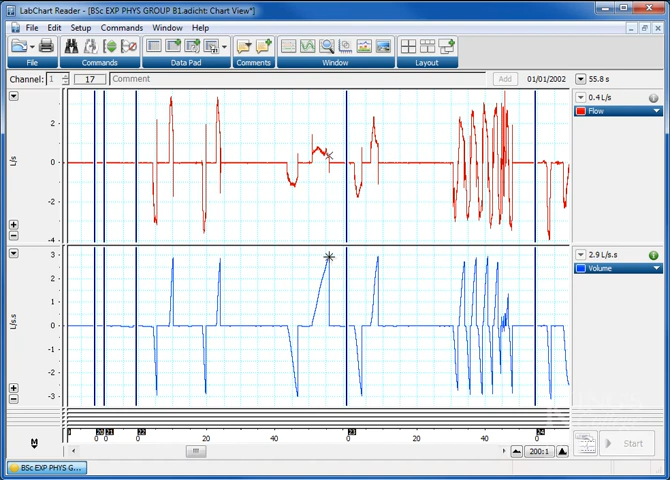 LabChart Reader - [BSc EXP PHYS GROUP B1.adicht: Chart View*]
File Edit Setup Commands Window Help
File Commands Data Pad Comments Window Layout
Channel: 1 17 Comment Add 01/01/2002 55.8 s
0.4 L/s
Flow
2
0
-2
-4
L/s
2.9 L/s.s
Volume
3
2
1
0
-1
-2
-3
L/s.s
20 21 22 23 24
0 0 0 20 40 0 20 40 0
M
200:1
Start
BSc EXP PHYS G...